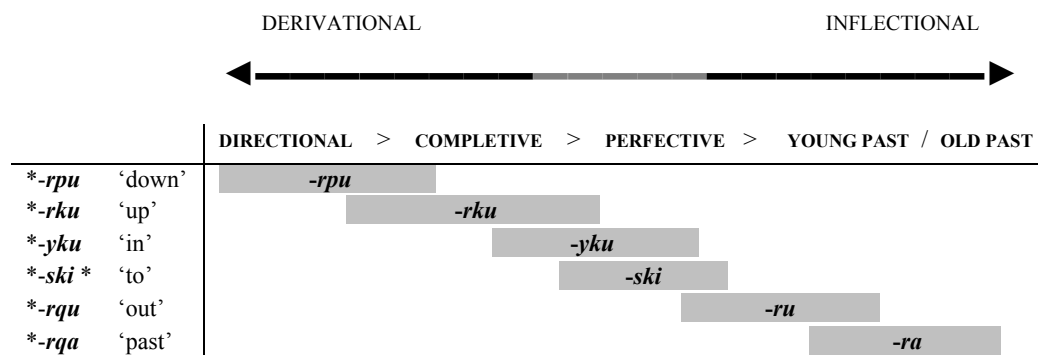 DERIVATIONAL INFLECTIONAL
DIRECTIONAL > COMPLETIVE > PERFECTIVE > YOUNG PAST / OLD PAST
*-rpu ‘down’ -rpu
*-rku ‘up’ -rku
*-yku ‘in’ -yku
*-ski * ‘to’ -ski
*-rqu ‘out’ -ru
*-rqa ‘past’ -ra